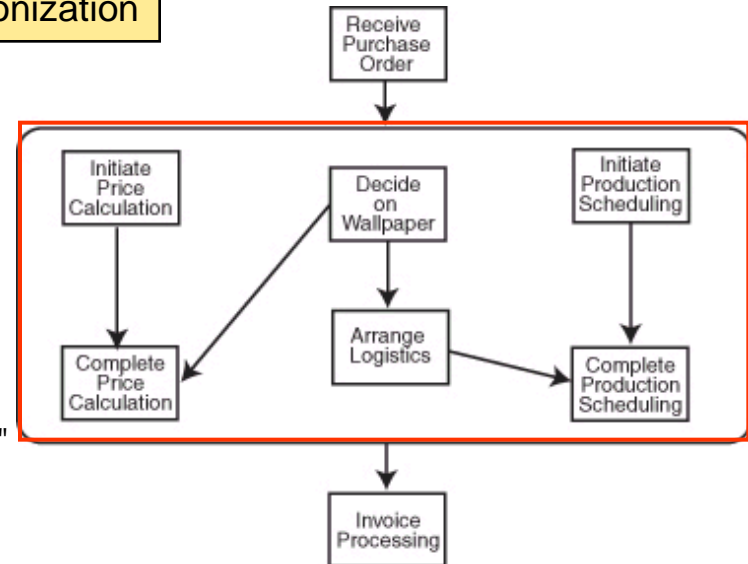 Receive
Purchase
Order
Initiate
Price
Calculation
Decide
on
Wallpaper
Initiate
Production
Scheduling
Arrange
Logistics
Complete
Price
Calculation
Complete
Production
Scheduling
"
Invoice
Processing